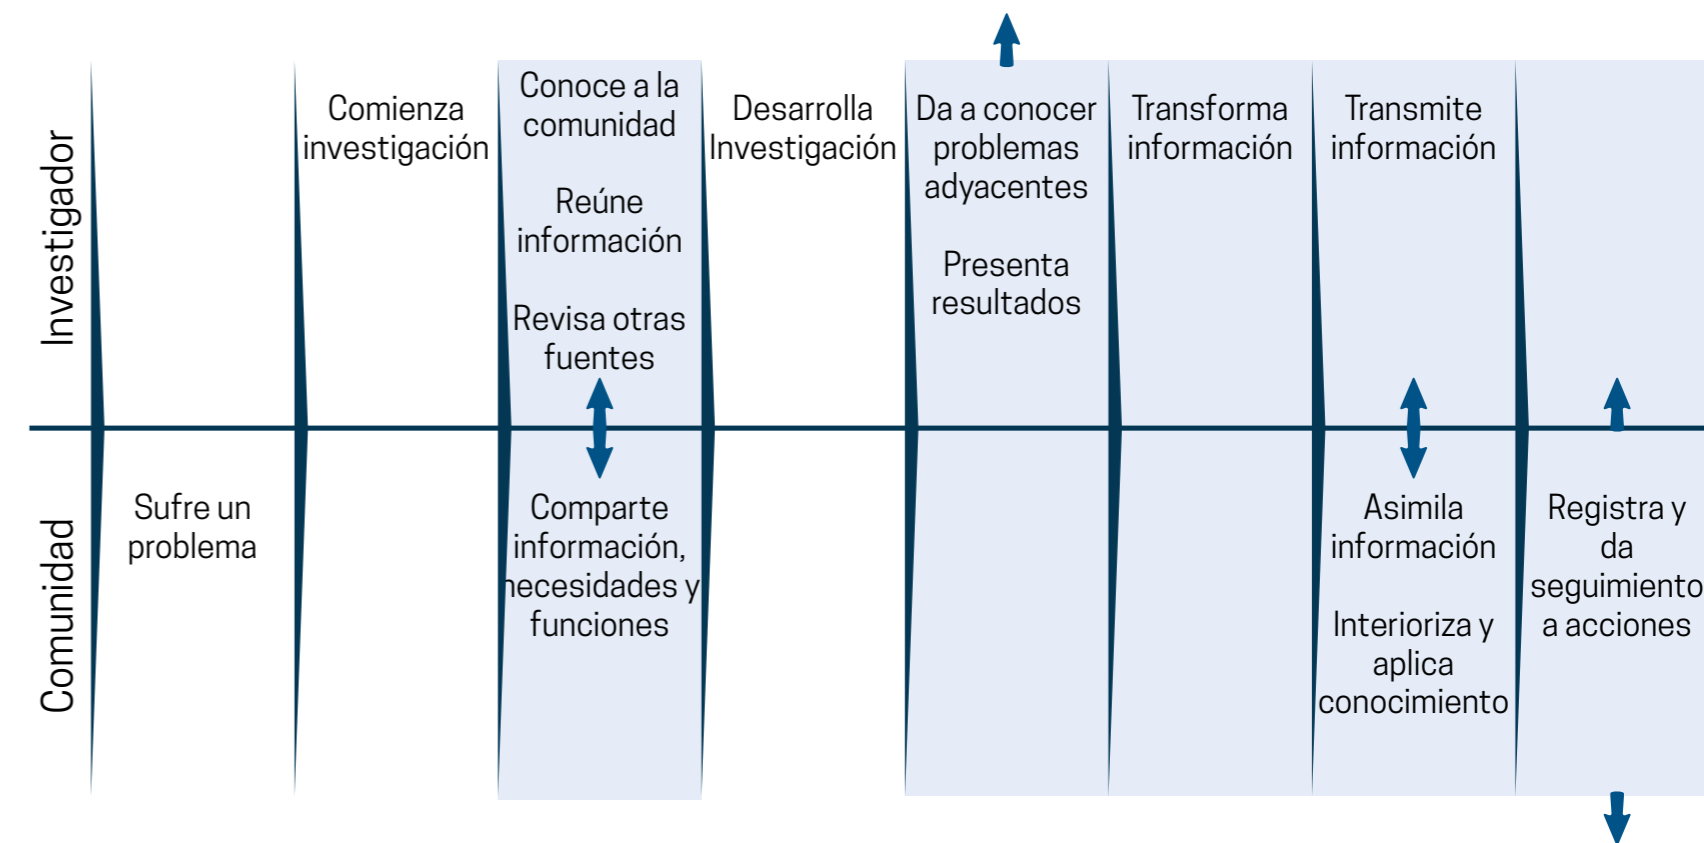 Investigador
Comienza
investigación
Conoce a la
comunidad
Reúne
información
Revisa otras
fuentes
Desarrolla
Investigación
Da a conocer
problemas
adyacentes
Presenta
resultados
Transforma
información
Transmite
información
Comunidad
Sufre un
problema
Comparte
información,
necesidades y
funciones
Asimila
información
Interioriza y
aplica
conocimiento
Registra y
da
seguimiento
a acciones